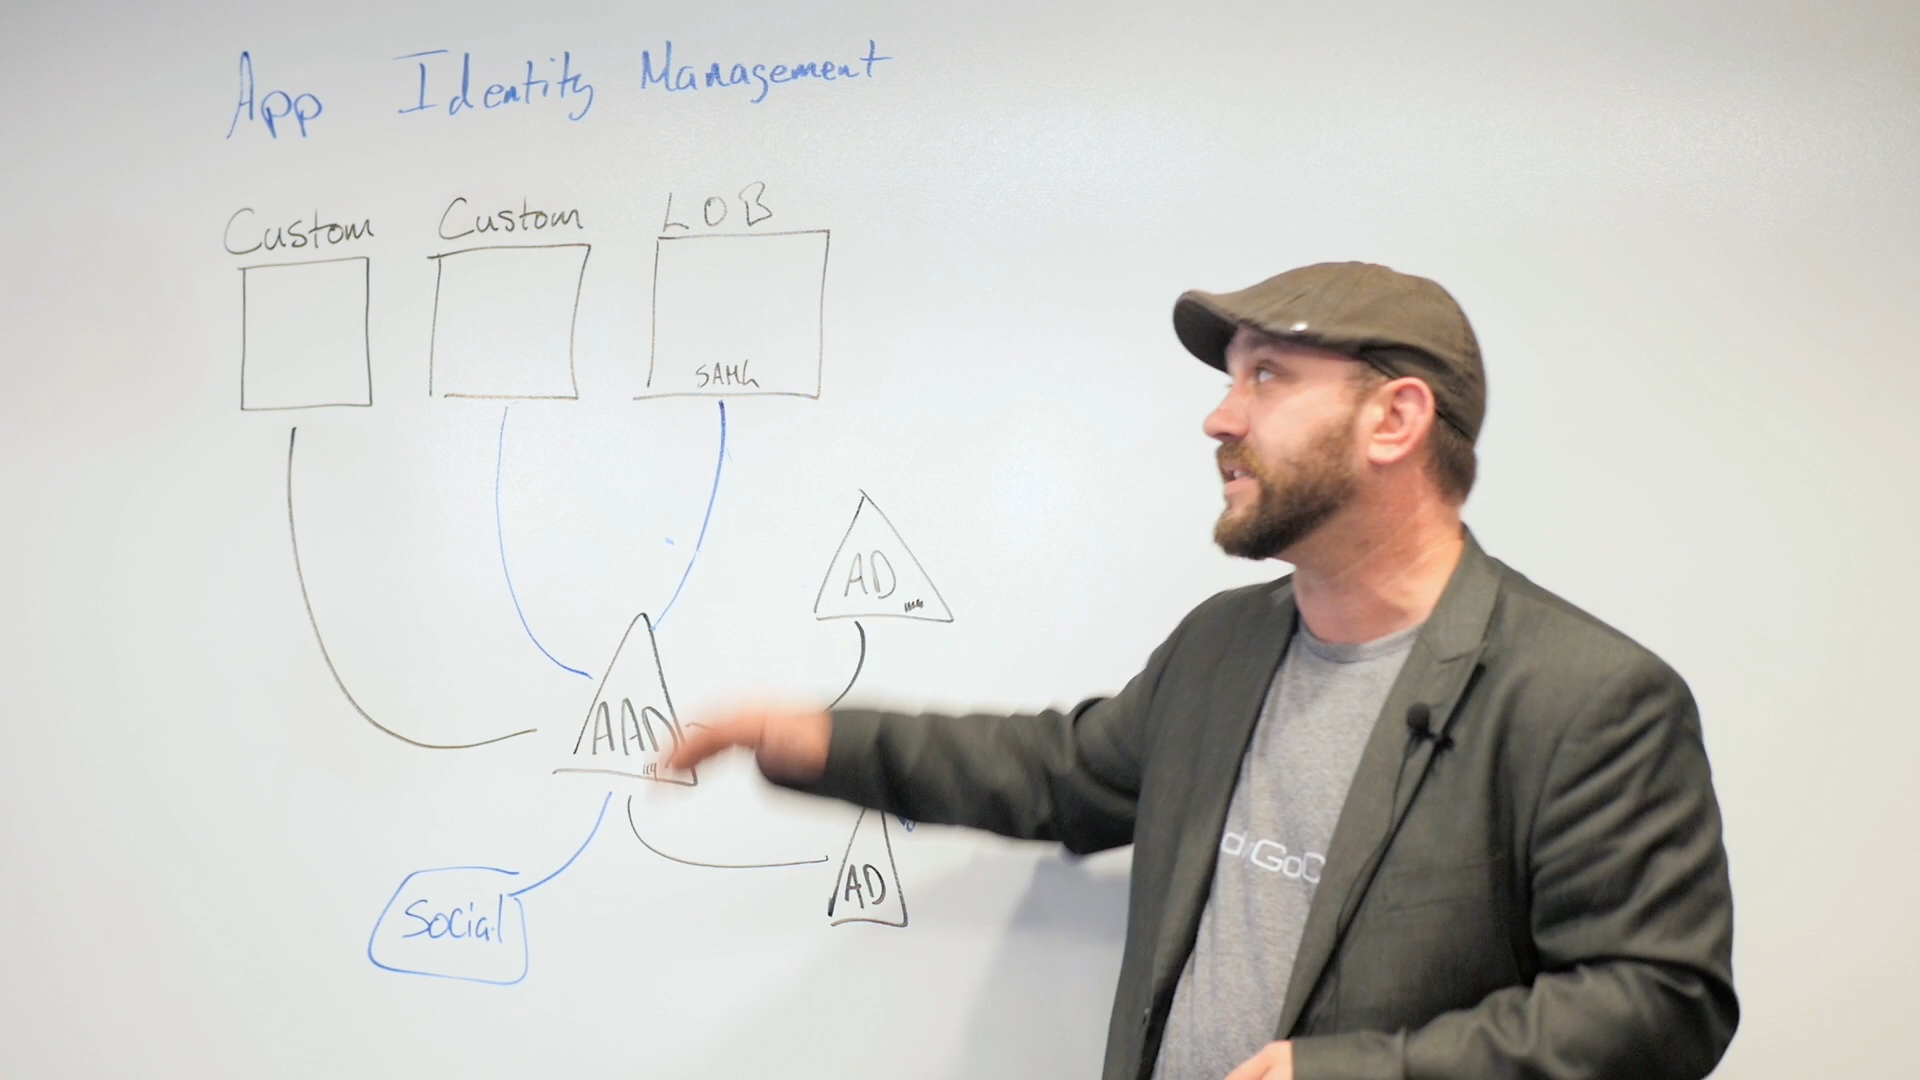 App Identity Management
Custom Custom LOB
SAML
AD
AAD
AD
Social